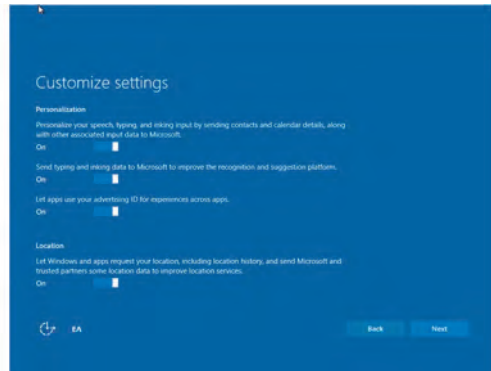 Customize settings
Personalization
Personalize your speech, typing, and inking input by sending contacts and calendar details, along
with other associated input data to Microsoft.
On
Send typing and inking data to Microsoft to improve the recognition and suggestion platform.
On
Let apps use your advertising ID for experiences across apps.
On
Location
Let Windows and apps request your location, including location history, and send Microsoft and
trusted partners some location data to improve location services.
On
EA
Back
Next